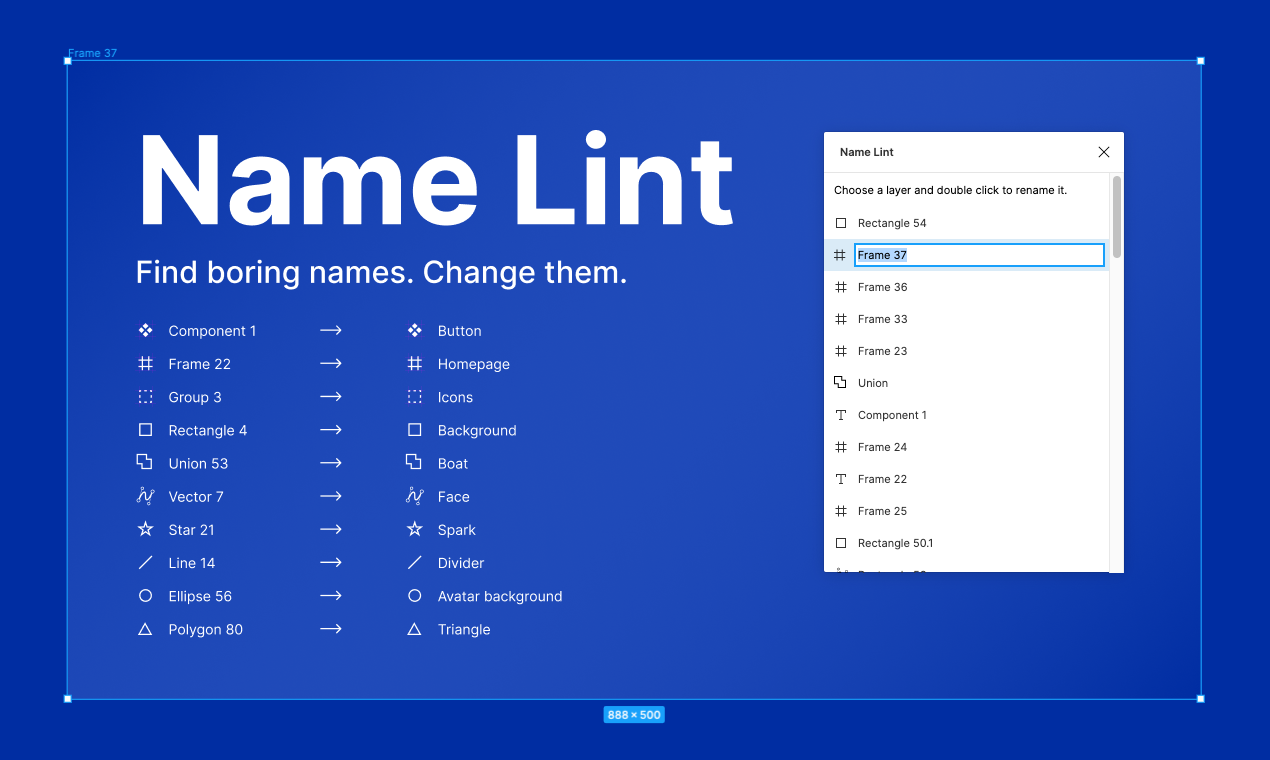 Frame 37
Name Lint
Find boring names. Change them.
Component 1 → Button
Frame 22 → Homepage
Group 3 → Icons
Rectangle 4 → Background
Union 53 → Boat
Vector 7 → Face
Star 21 → Spark
Line 14 → Divider
Ellipse 56 → Avatar background
Polygon 80 → Triangle
Name Lint
Choose a layer and double click to rename it.
Rectangle 54
Frame 37
Frame 36
Frame 33
Frame 23
Union
Component 1
Frame 24
Frame 22
Frame 25
Rectangle 50.1
888 × 500